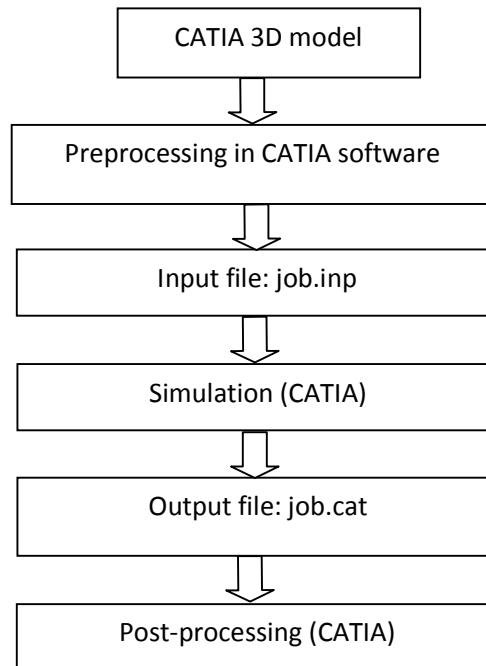 CATIA 3D model
Preprocessing in CATIA software
Input file: job.inp
Simulation (CATIA)
Output file: job.cat
Post-processing (CATIA)